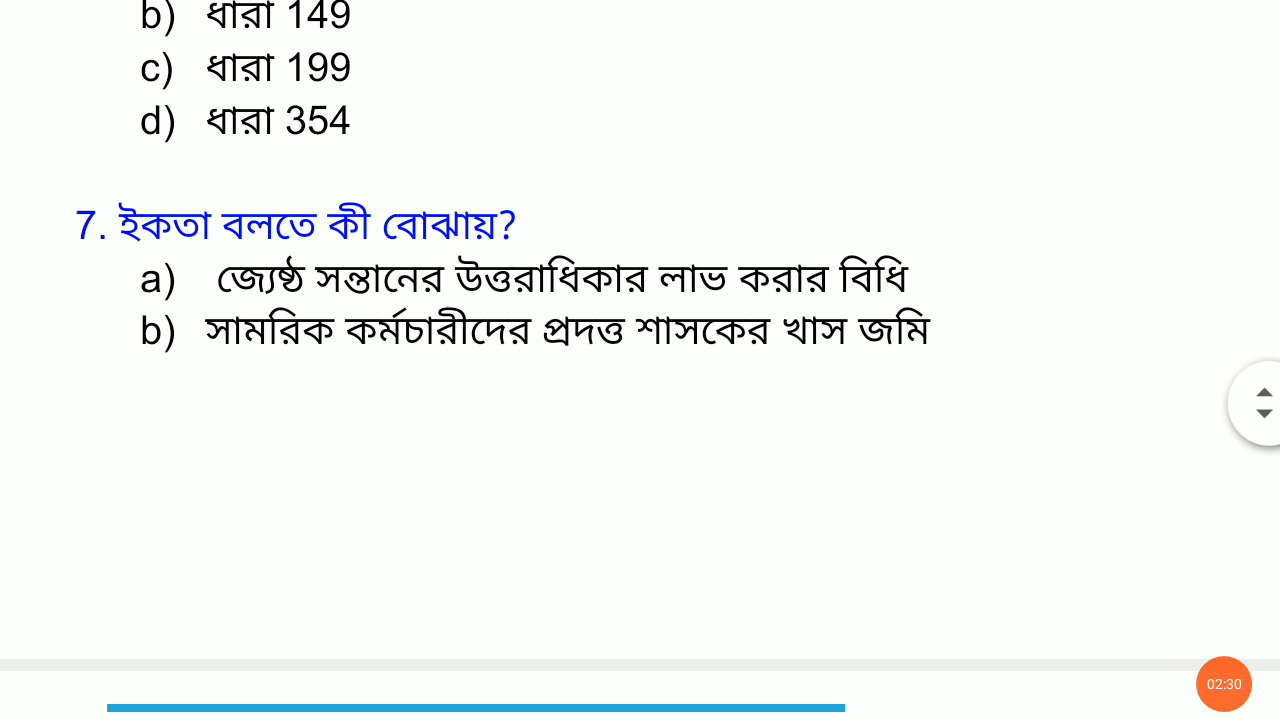 b) ধারা 149
c) ধারা 199
d) ধারা 354
7. ইকতা বলতে কী বোঝায়?
a) জ্যেষ্ঠ সন্তানের উত্তরাধিকার লাভ করার বিধি
b) সামরিক কর্মচারীদের প্রদত্ত শাসকের খাস জমি
02:30